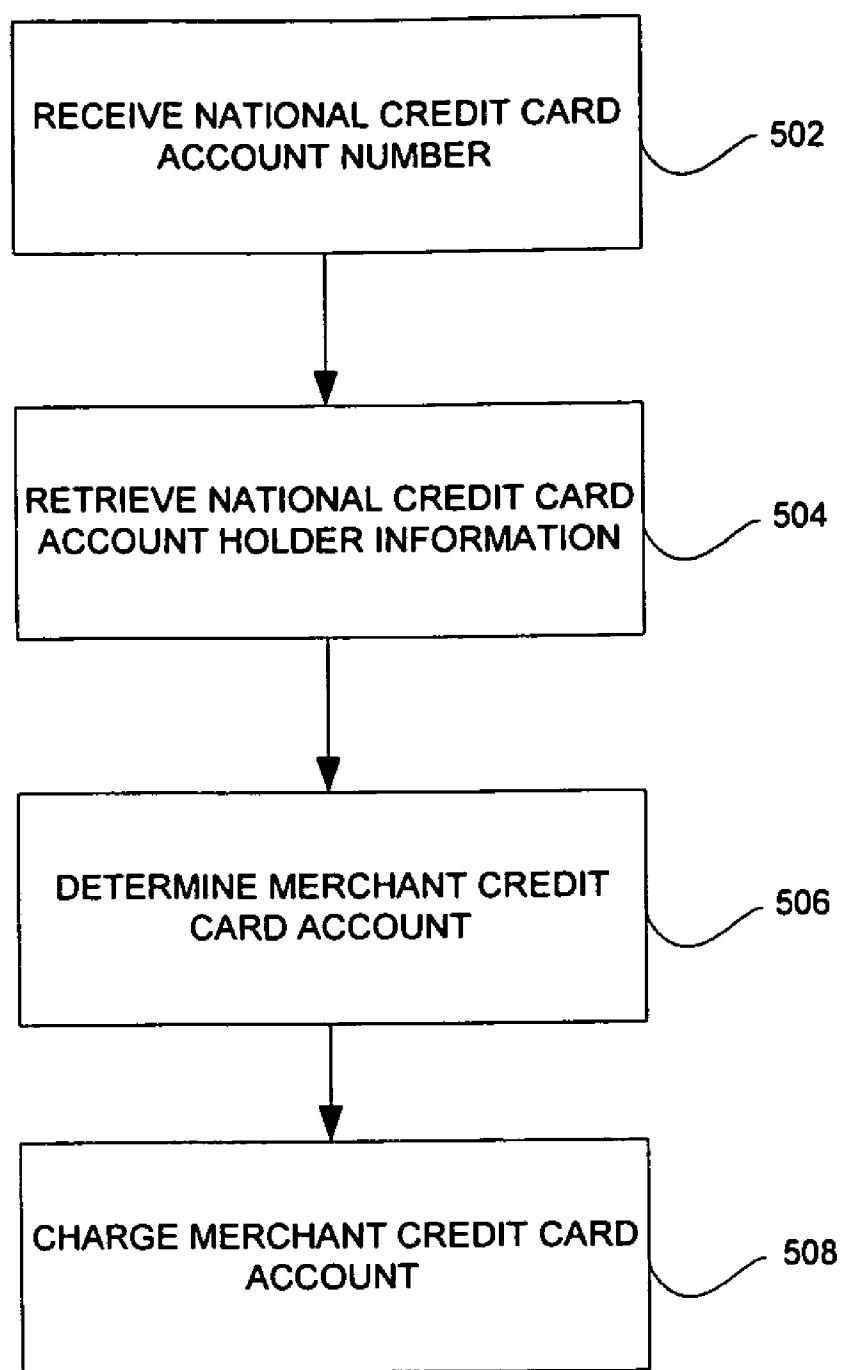 RECEIVE NATIONAL CREDIT CARD
ACCOUNT NUMBER
502
RETRIEVE NATIONAL CREDIT CARD
ACCOUNT HOLDER INFORMATION
504
DETERMINE MERCHANT CREDIT
CARD ACCOUNT
506
CHARGE MERCHANT CREDIT CARD
ACCOUNT
508